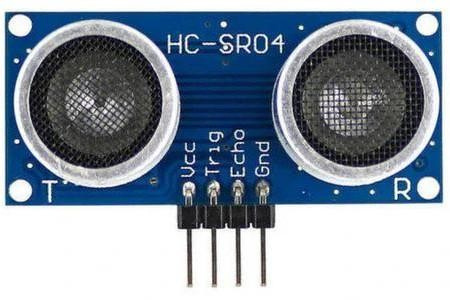 HC-SR04
Vcc
Trig
Echo
Gnd
T
R